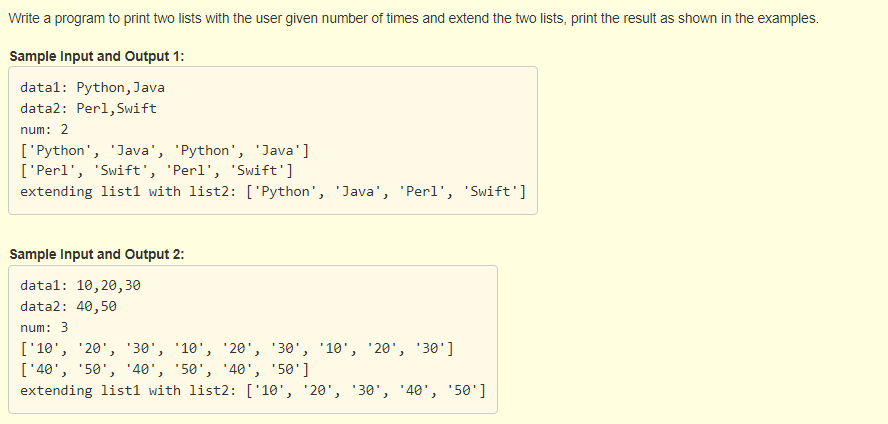 Write a program to print two lists with the user given number of times and extend the two lists, print the result as shown in the examples.
Sample Input and Output 1:
data1: Python,Java
data2: Perl,Swift
num: 2
['Python', 'Java', 'Python', 'Java']
['Perl', 'Swift', 'Perl', 'Swift']
extending list1 with list2: ['Python', 'Java', 'Perl', 'Swift']
Sample Input and Output 2:
data1: 10,20,30
data2: 40,50
num: 3
['10', '20', '30', '10', '20', '30', '10', '20', '30']
['40', '50', '40', '50', '40', '50']
extending list1 with list2: ['10', '20', '30', '40', '50']